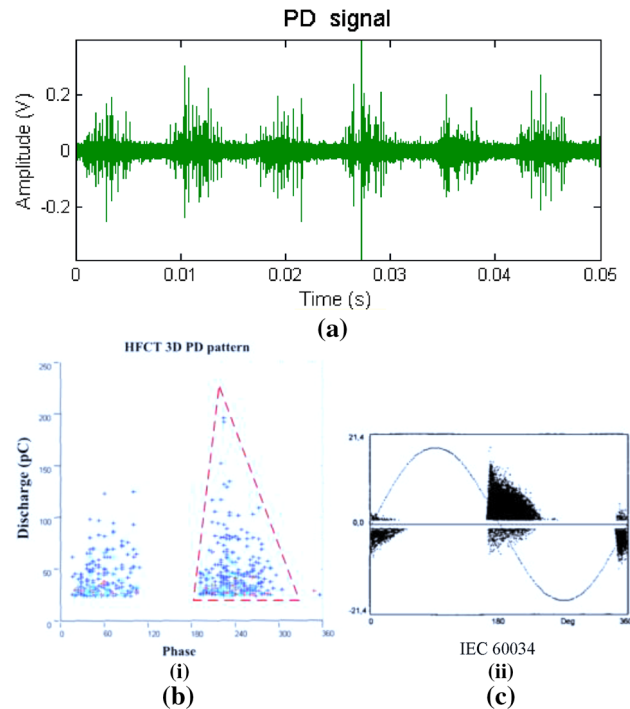 PD signal
Amplitude (V)
0.2
0
-0.2
0
0.01
0.02
0.03
0.04
0.05
Time (s)
(a)
HFCT 3D PD pattern
Discharge (pC)
250
200
150
100
50
0
0
60
120
180
240
300
360
Phase
(i)
(b)
21,4
0,0
-21,4
0
180
Deg
360
IEC 60034
(ii)
(c)